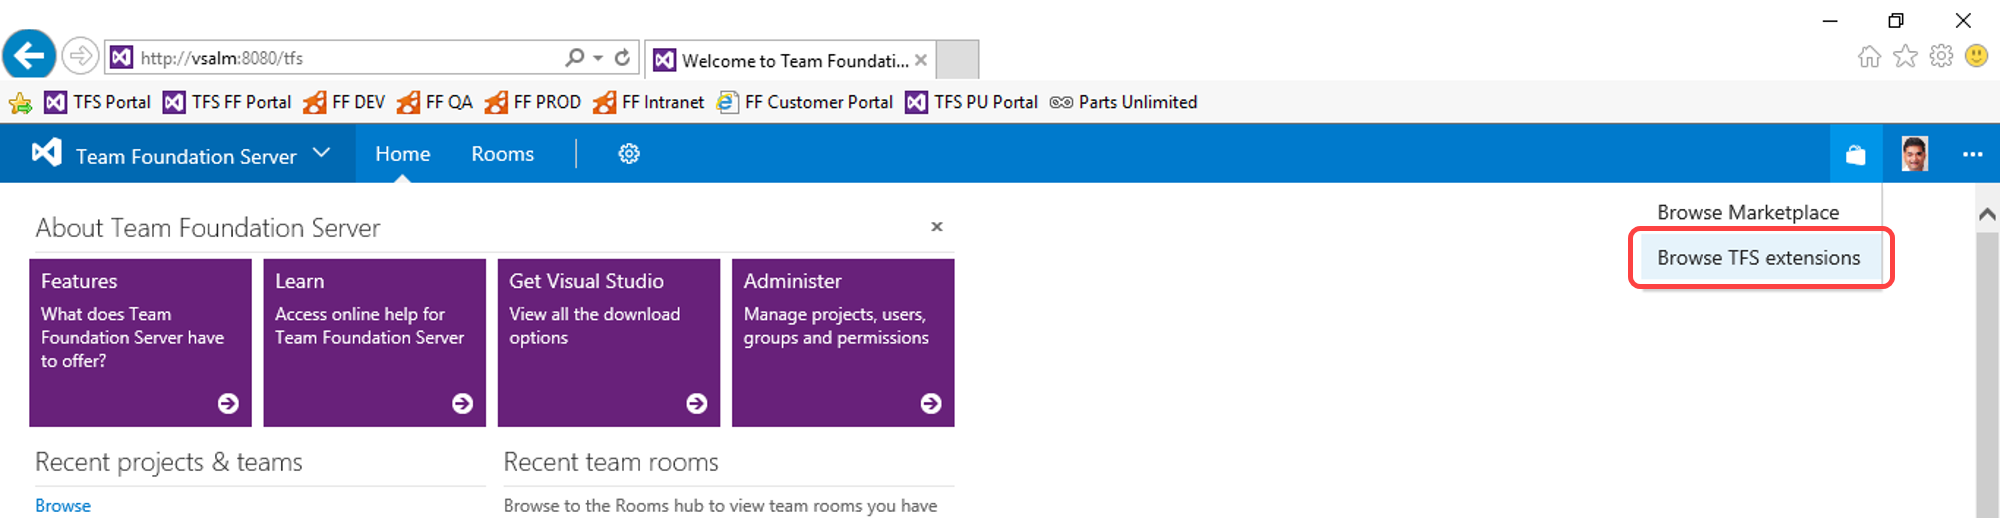 http://vsalm:8080/tfs
Welcome to Team Foundati...
TFS Portal TFS FF Portal FF DEV FF QA FF PROD FF Intranet FF Customer Portal TFS PU Portal Parts Unlimited
Team Foundation Server Home Rooms
Browse Marketplace
Browse TFS extensions
About Team Foundation Server
Features
What does Team
Foundation Server have
to offer?
Learn
Access online help for
Team Foundation Server
Get Visual Studio
View all the download
options
Administer
Manage projects, users,
groups and permissions
Recent projects & teams
Browse
Recent team rooms
Browse to the Rooms hub to view team rooms you have